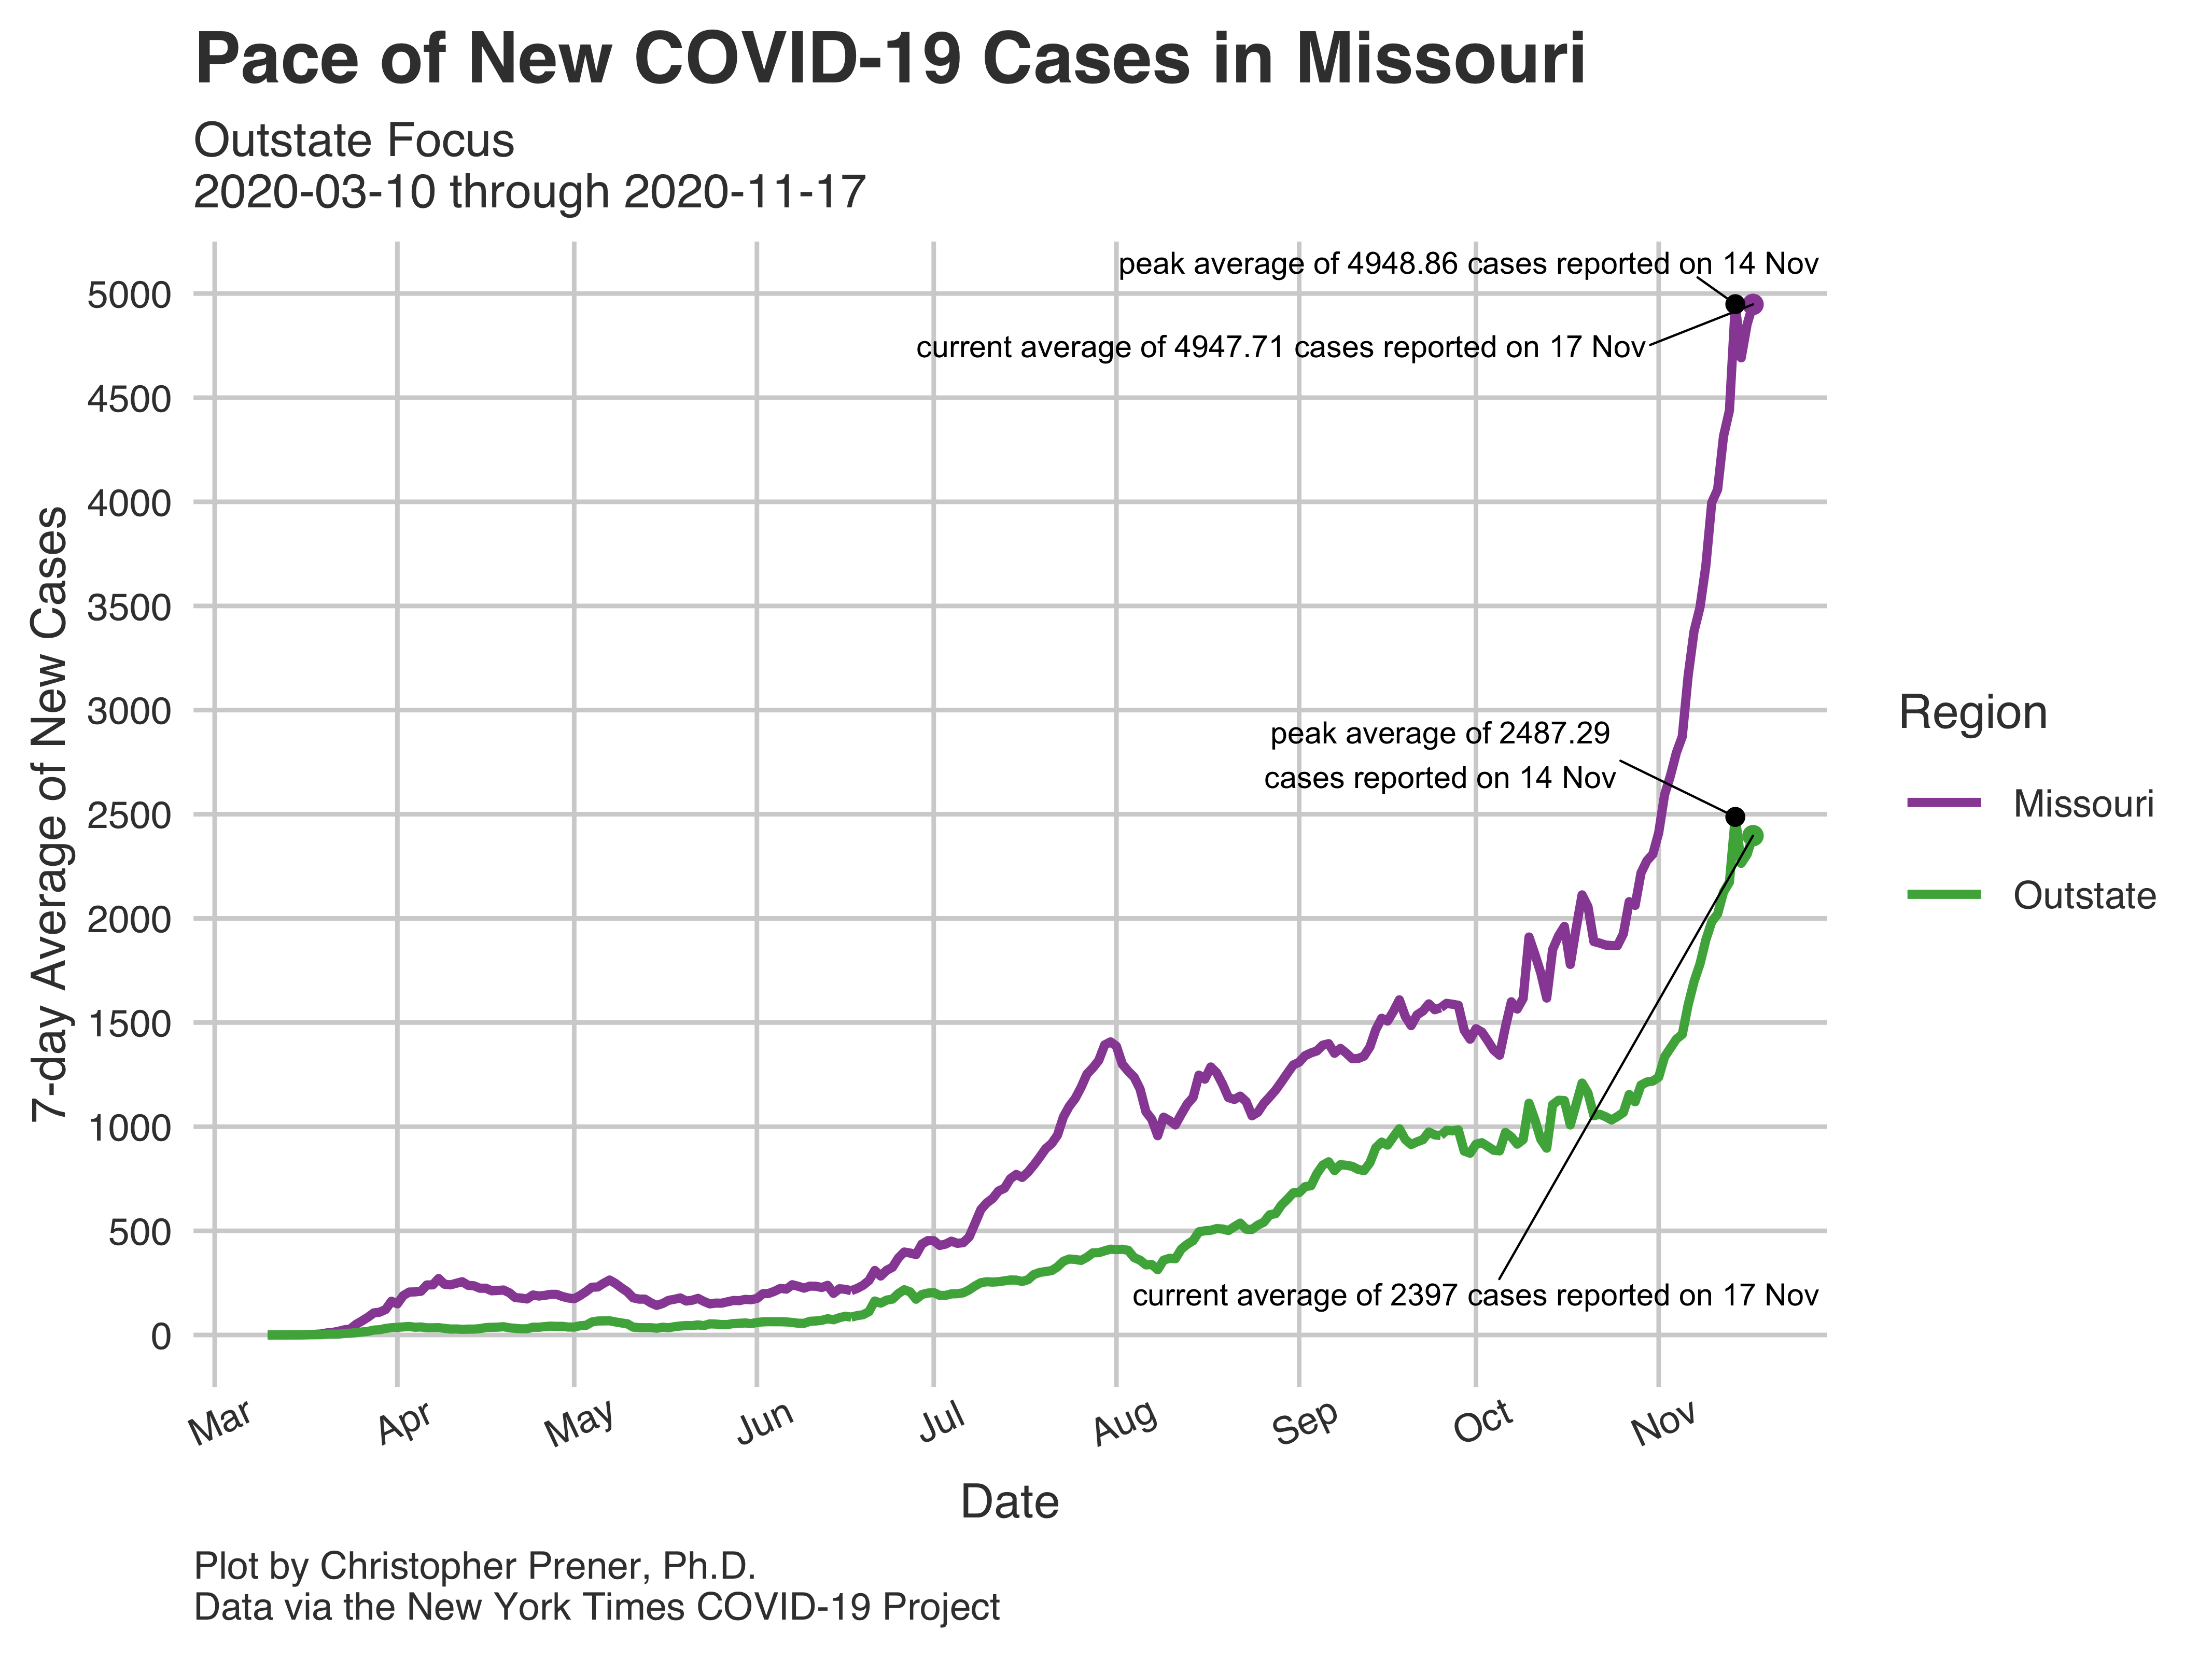 Pace of New COVID-19 Cases in Missouri
Outstate Focus
2020-03-10 through 2020-11-17
peak average of 4948.86 cases reported on 14 Nov
current average of 4947.71 cases reported on 17 Nov
peak average of 2487.29
cases reported on 14 Nov
current average of 2397 cases reported on 17 Nov
7-day Average of New Cases
5000
4500
4000
3500
3000
2500
2000
1500
1000
500
0
Mar
Apr
May
Jun
Jul
Aug
Sep
Oct
Nov
Date
Region
Missouri
Outstate
Plot by Christopher Prener, Ph.D.
Data via the New York Times COVID-19 Project